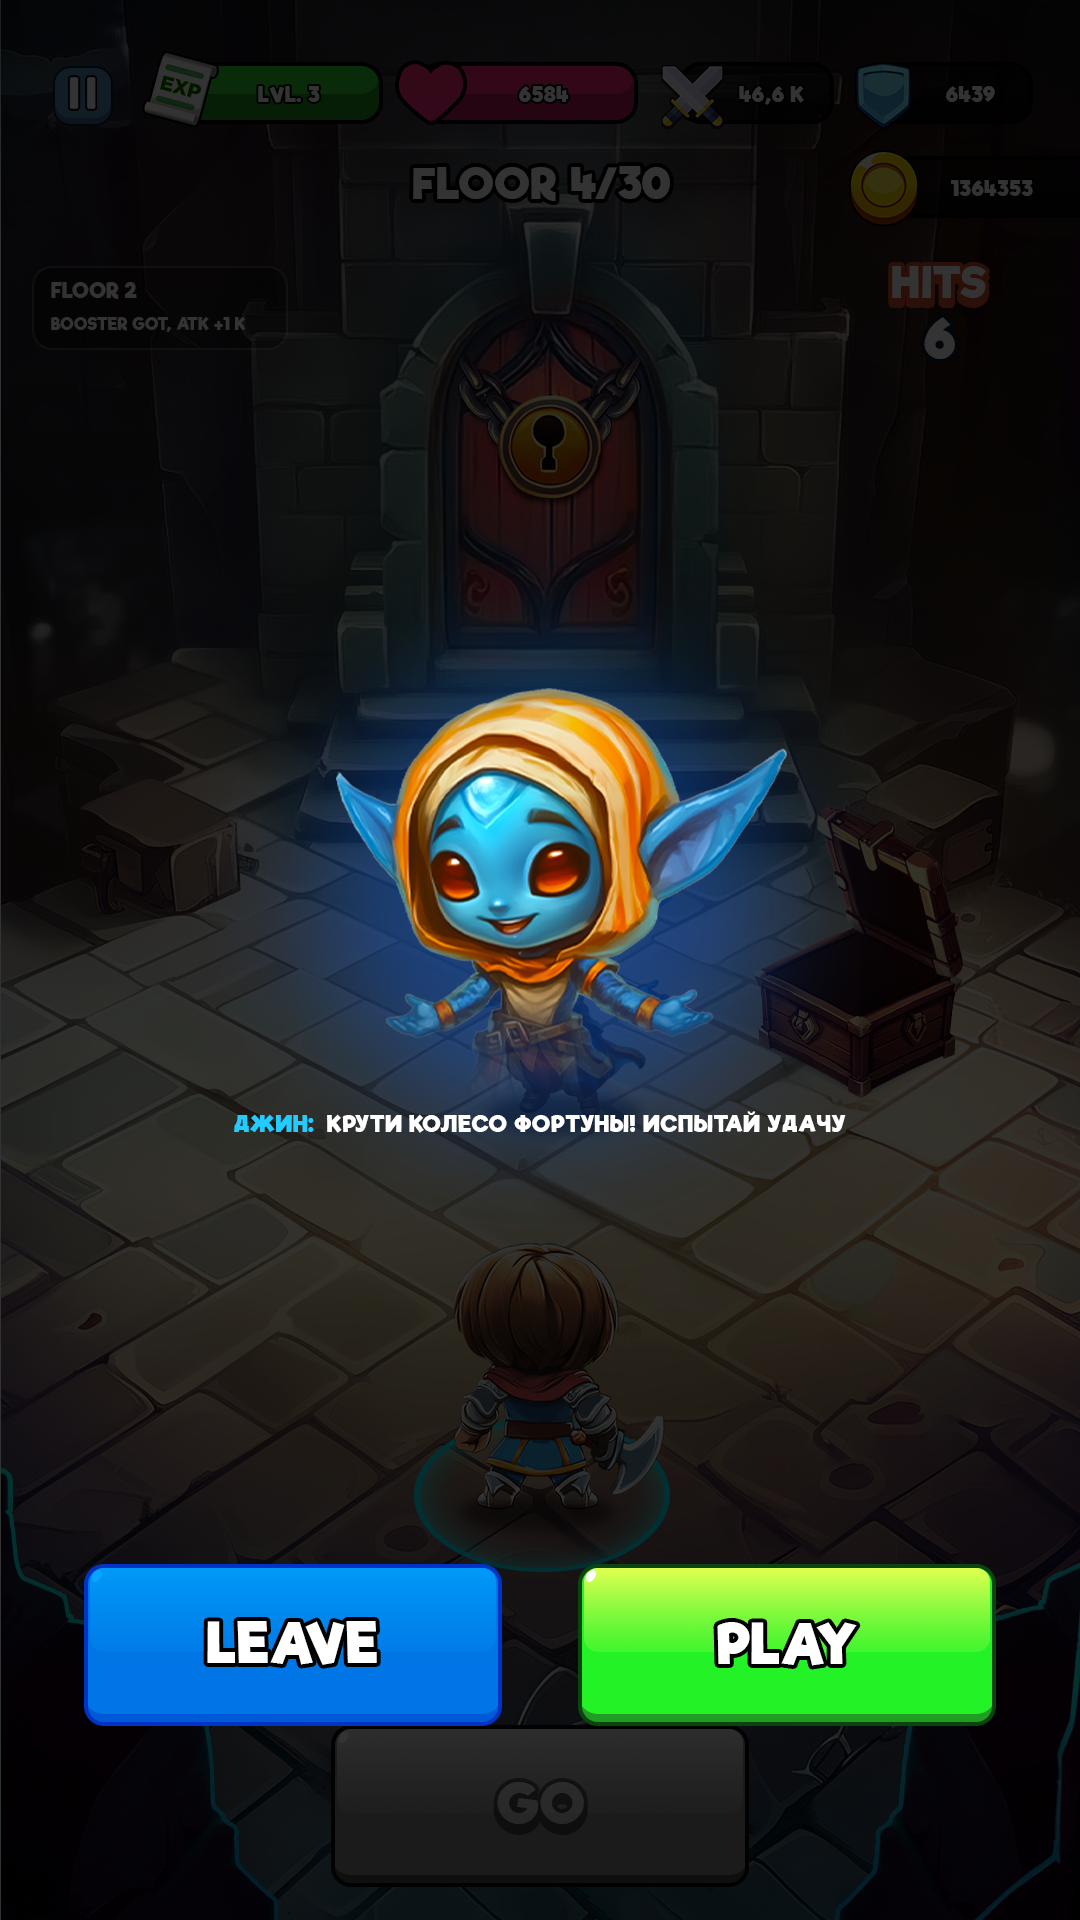 EXP
LVL. 3
6584
46,6 K
6439
FLOOR 4/30
1364353
FLOOR 2
BOOSTER GOT, ATK +1 K
HITS
6
ДЖИН: КРУТИ КОЛЕСО ФОРТУНЫ! ИСПЫТАЙ УДАЧУ
LEAVE
PLAY
GO